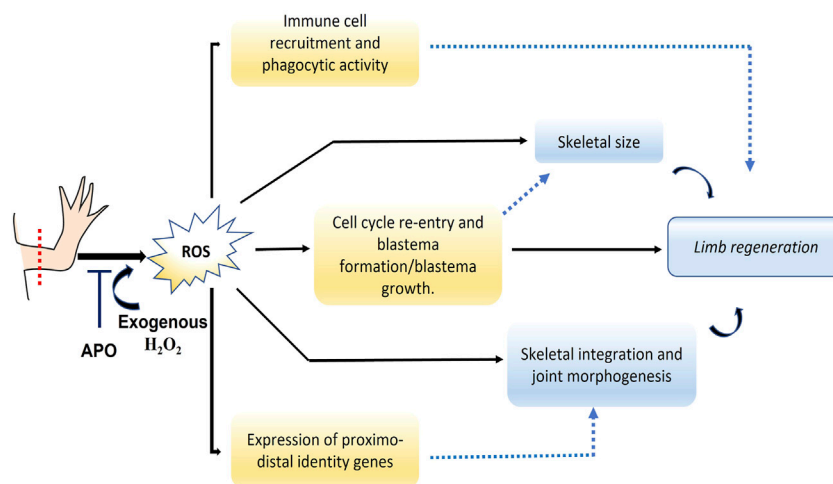 Immune cell
recruitment and
phagocytic activity
Skeletal size
ROS
Cell cycle re-entry and
blastema
formation/blastema
growth.
Limb regeneration
Exogenous
H₂O₂
APO
Skeletal integration and
joint morphogenesis
Expression of proximo-
distal identity genes